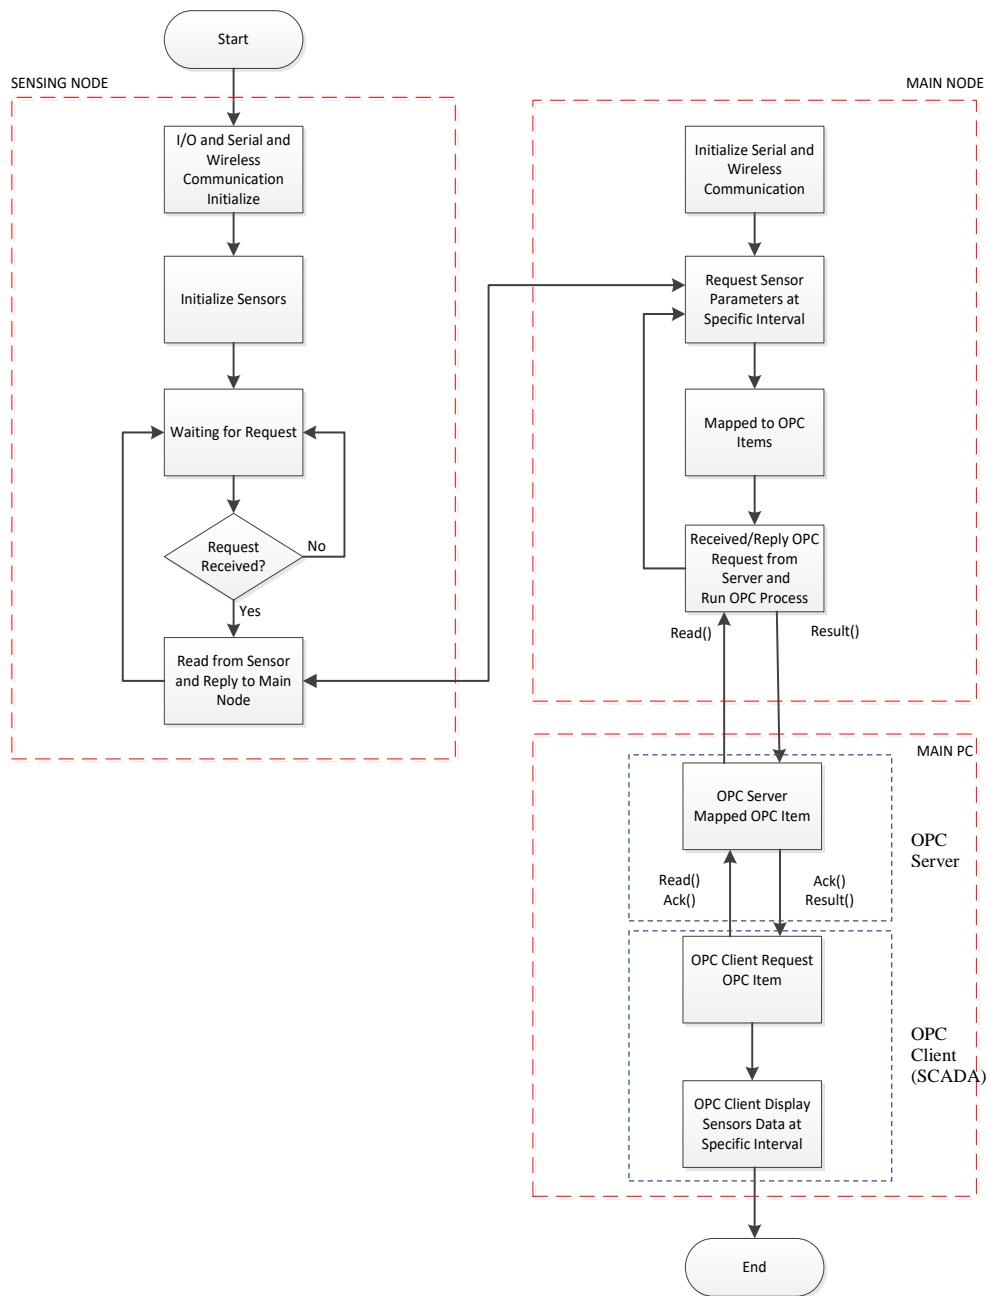 Start
SENSING NODE
I/O and Serial and
Wireless
Communication
Initialize
Initialize Sensors
Waiting for Request
Request
Received?
No
Yes
Read from Sensor
and Reply to Main
Node
MAIN NODE
Initialize Serial and
Wireless
Communication
Request Sensor
Parameters at
Specific Interval
Mapped to OPC
Items
Received/Reply OPC
Request from
Server and
Run OPC Process
Read()
Result()
MAIN PC
OPC Server
Mapped OPC Item
OPC
Server
Read()
Ack()
Ack()
Result()
OPC Client Request
OPC Item
OPC
Client
(SCADA)
OPC Client Display
Sensors Data at
Specific Interval
End